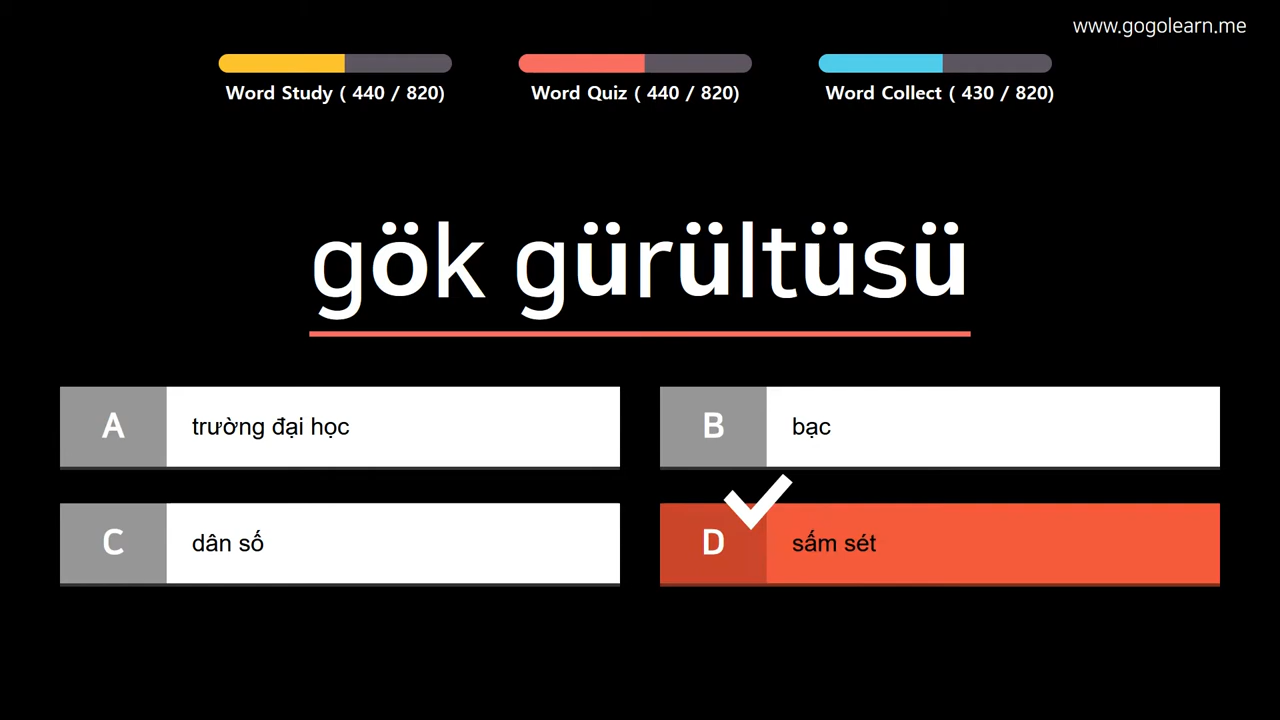 www.gogolearn.me
Word Study ( 440 / 820)
Word Quiz ( 440 / 820)
Word Collect ( 430 / 820)
gök gürültüsü
A trường đại học
B bạc
C dân số
D sấm sét